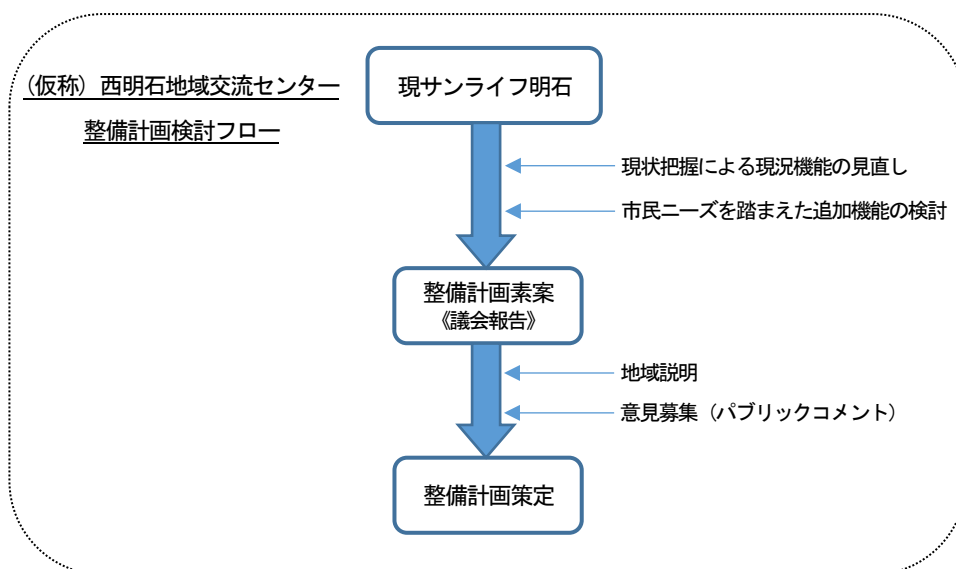 （仮称）西明石地域交流センター
整備計画検討フロー
現サンライフ明石
現状把握による現況機能の見直し
市民ニーズを踏まえた追加機能の検討
整備計画素案
《議会報告》
地域説明
意見募集（パブリックコメント）
整備計画策定